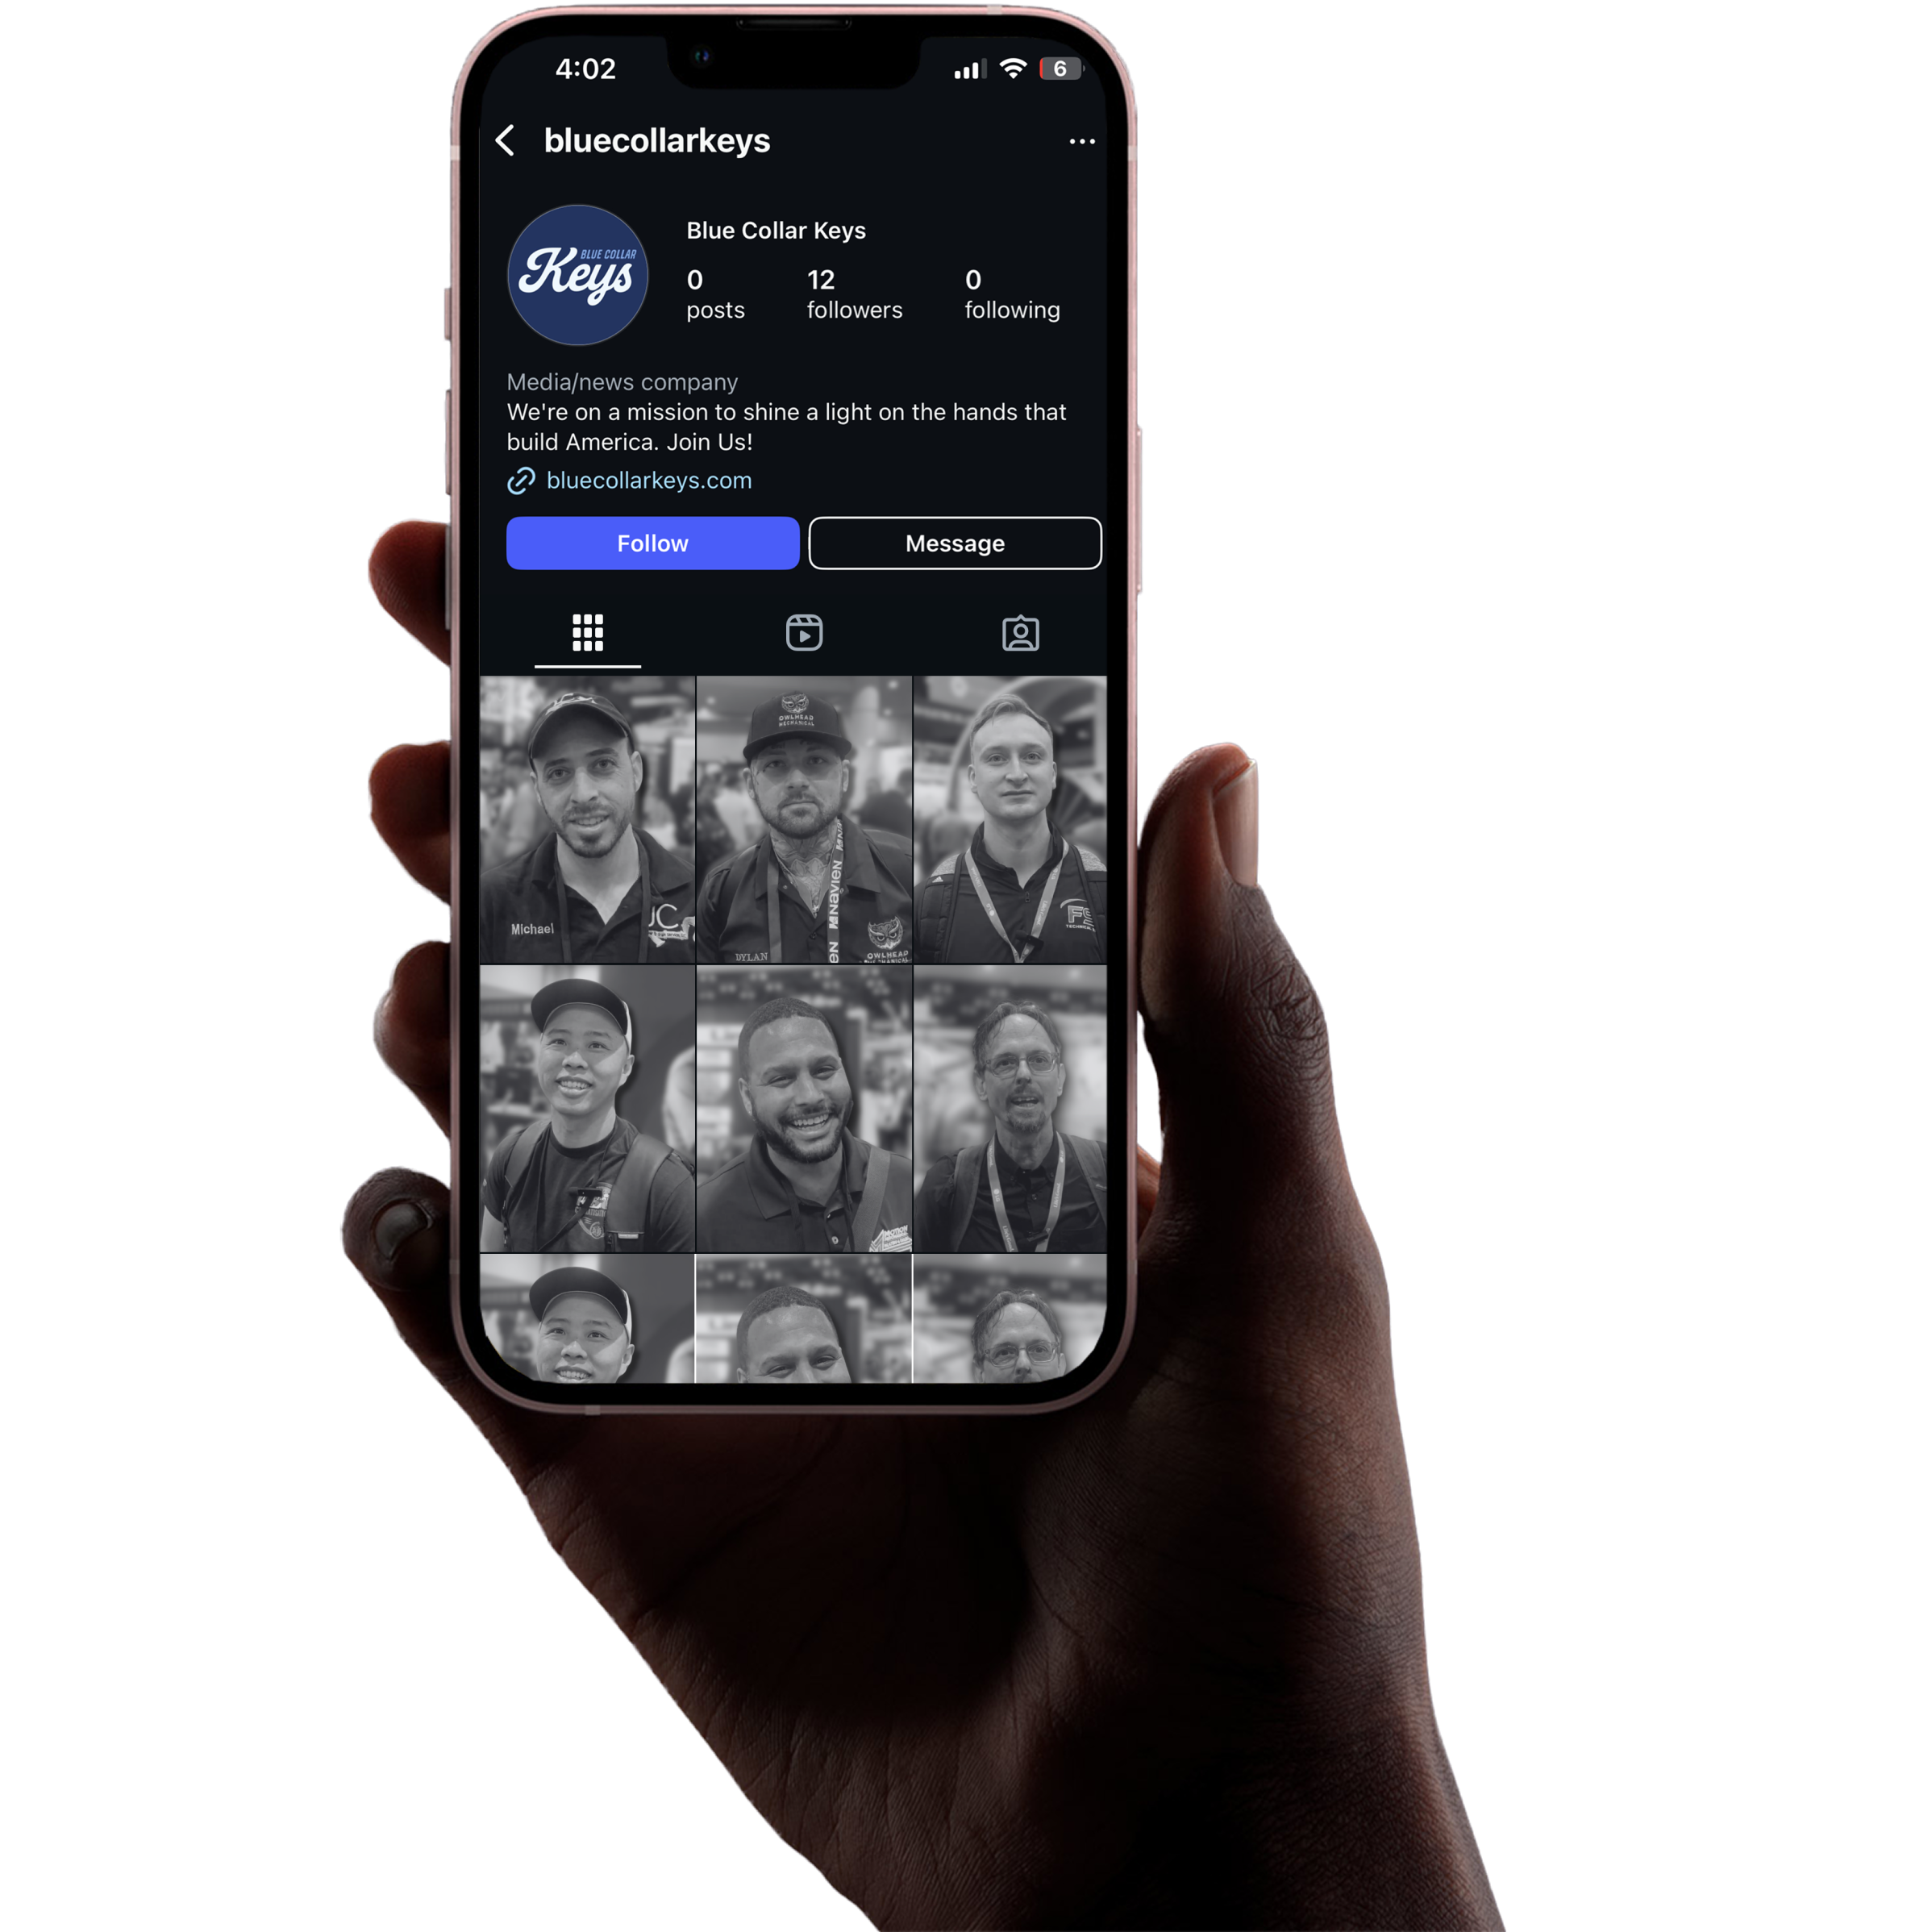 4:02
6
bluecollarkeys
Blue Collar Keys
BLUE COLLAR
Keys
0 12 0
posts followers following
Media/news company
We're on a mission to shine a light on the hands that
build America. Join Us!
bluecollarkeys.com
Follow Message
OWLHEAD
MECHANICAL
NAVIEN
Michael
JC
DYLAN
OWLHEAD
MECHANICAL
MOTION